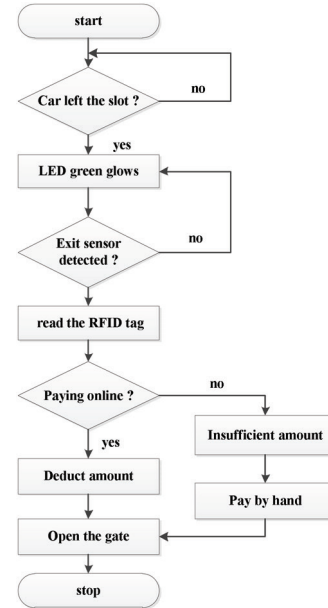 start
Car left the slot ?
no
yes
LED green glows
Exit sensor
detected ?
no
read the RFID tag
Paying online ?
no
yes
Insufficient amount
Deduct amount
Pay by hand
Open the gate
stop